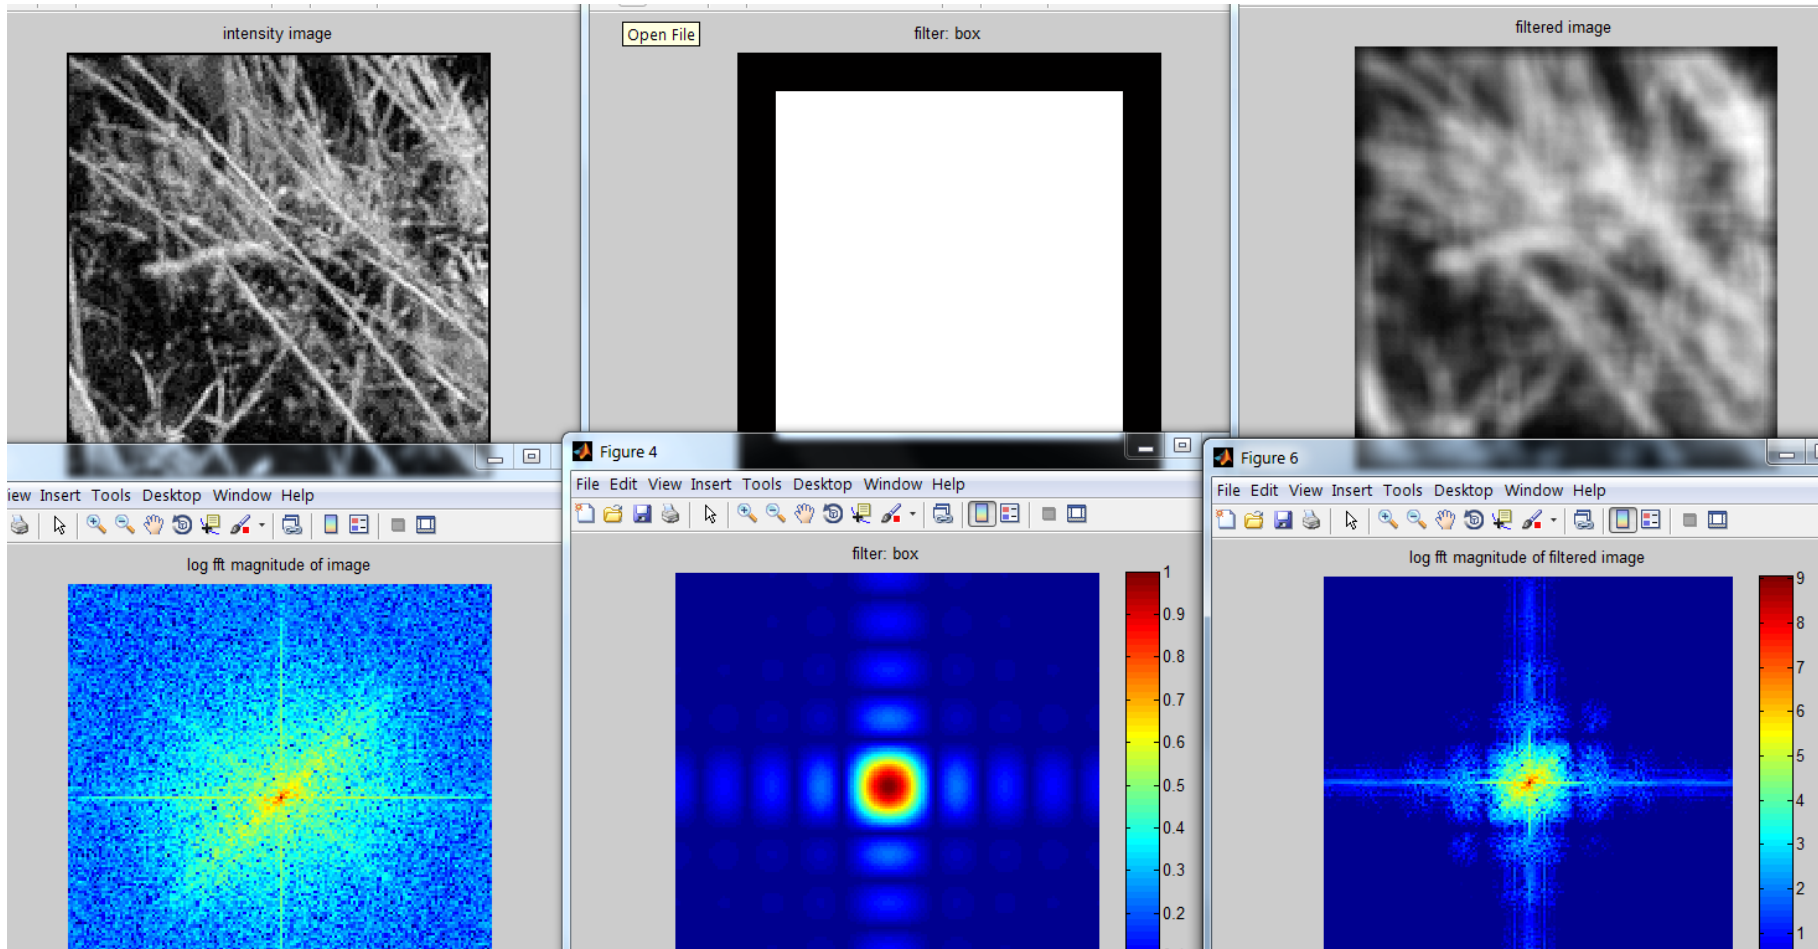 intensity image
Open File
filter: box
filtered image
Figure 4
Figure 6
iew Insert Tools Desktop Window Help
File Edit View Insert Tools Desktop Window Help
File Edit View Insert Tools Desktop Window Help
log fft magnitude of image
filter: box
1
0.9
0.8
0.7
0.6
0.5
0.4
0.3
0.2
log fft magnitude of filtered image
9
8
7
6
5
4
3
2
1